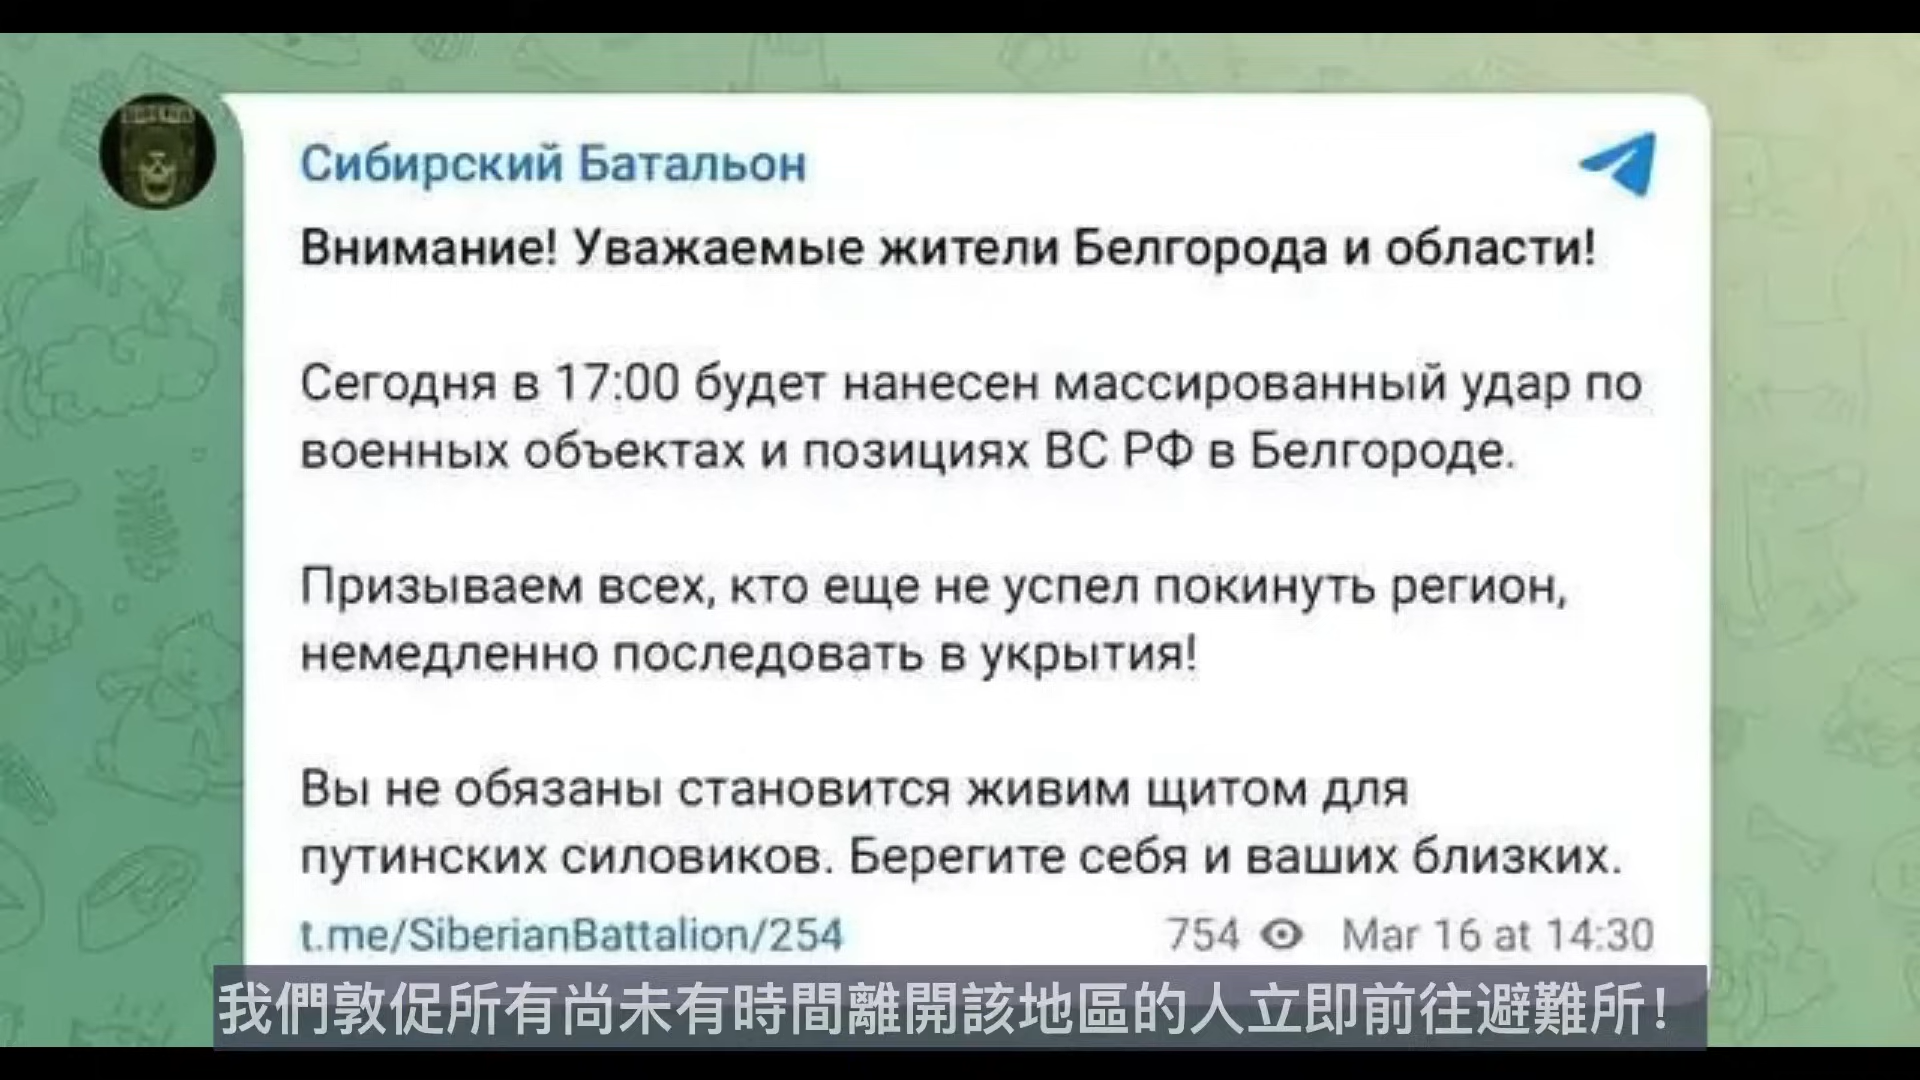 Сибирский Батальон
Внимание! Уважаемые жители Белгорода и области!
Сегодня в 17:00 будет нанесен массированный удар по
военных объектах и позициях ВС РФ в Белгороде.
Призываем всех, кто еще не успел покинуть регион,
немедленно последовать в укрытия!
Вы не обязаны становится живим щитом для
путинских силовиков. Берегите себя и ваших близких.
t.me/SiberianBattalion/254 754 Mar 16 at 14:30
我們敦促所有尚未有時間離開該地區的人立即前往避難所!